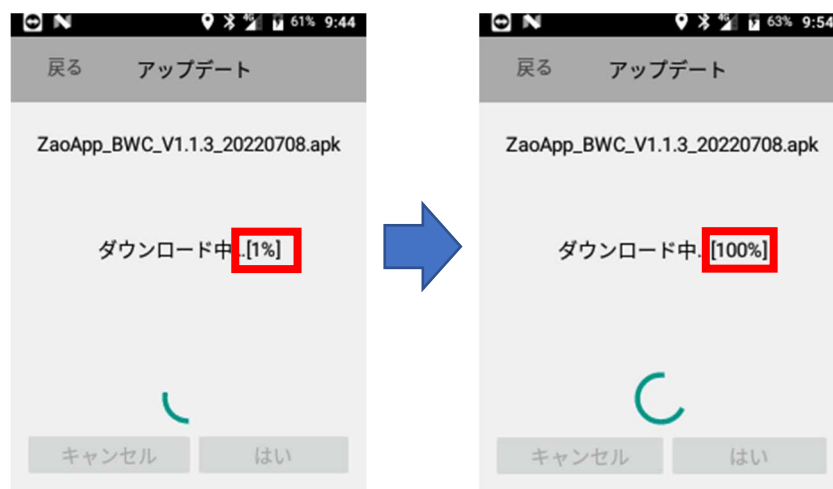 4G 61% 9:44
戻る アップデート
ZaoApp_BWC_V1.1.3_20220708.apk
ダウンロード中..[1%]
キャンセル はい
4G 63% 9:54
戻る アップデート
ZaoApp_BWC_V1.1.3_20220708.apk
ダウンロード中..[100%]
キャンセル はい